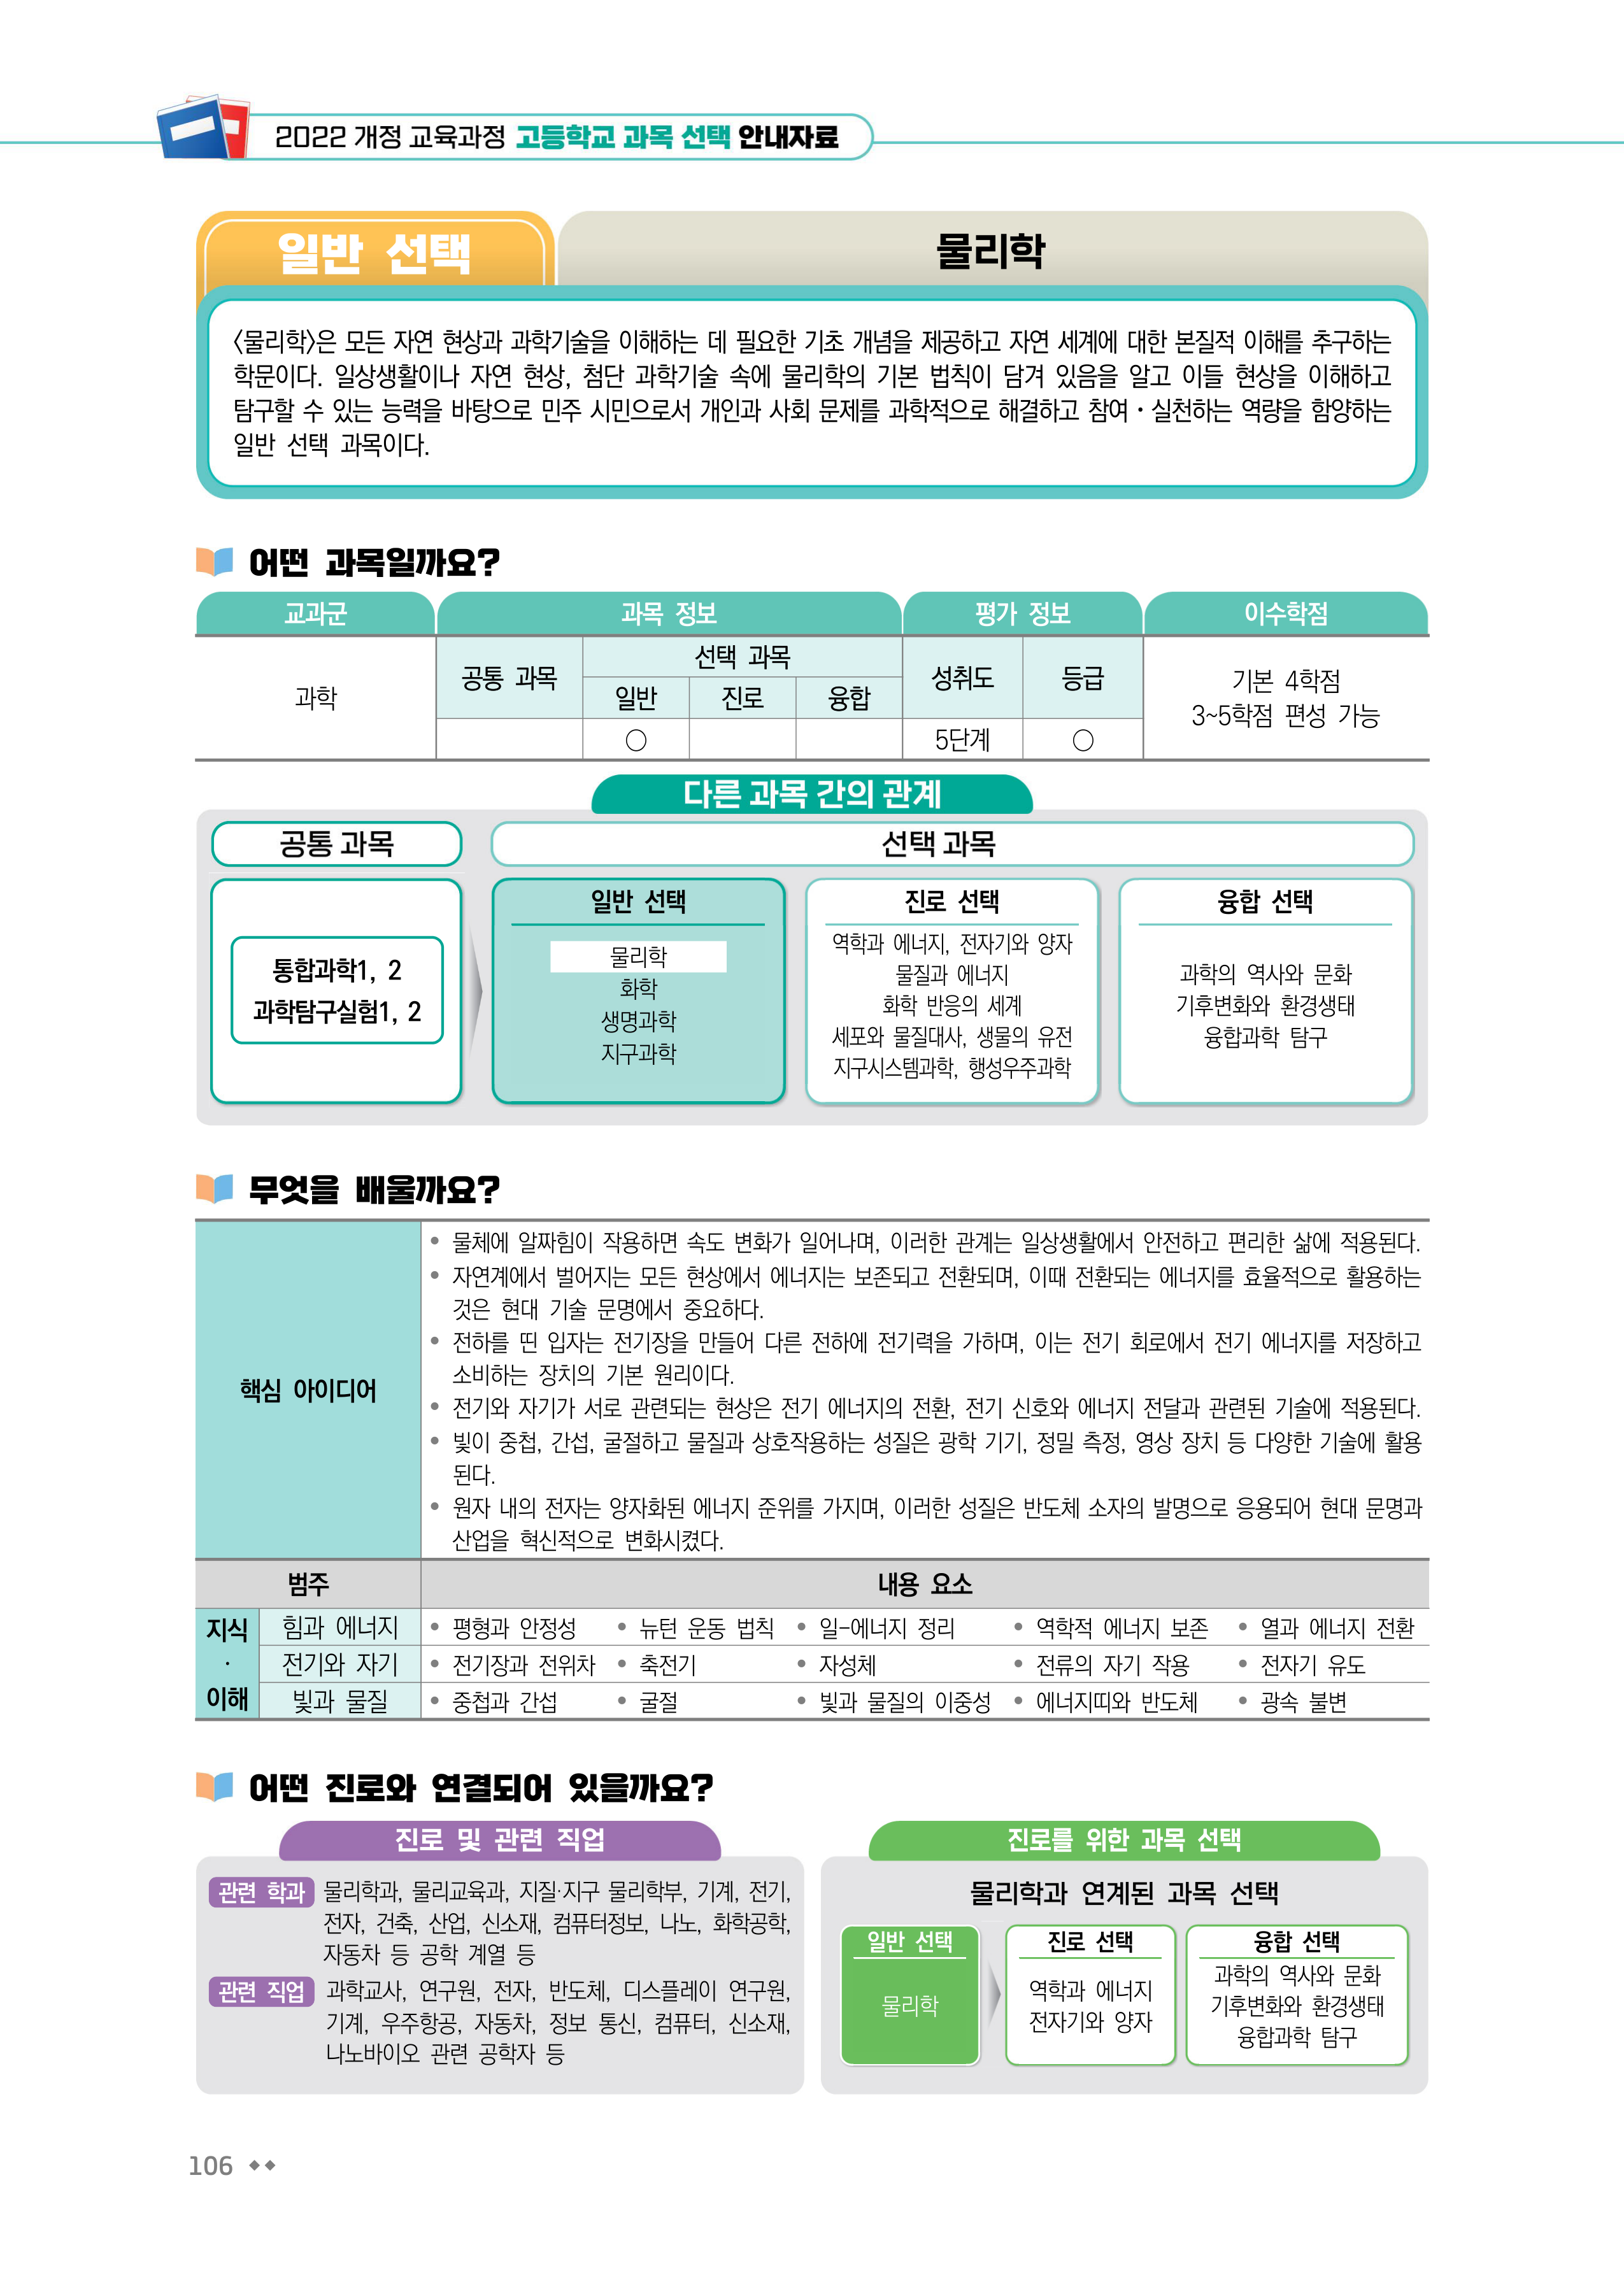 2022 개정 교육과정 고등학교 과목 선택 안내자료
일반 선택
물리학
〈물리학〉은 모든 자연 현상과 과학기술을 이해하는 데 필요한 기초 개념을 제공하고 자연 세계에 대한 본질적 이해를 추구하는
학문이다. 일상생활이나 자연 현상, 첨단 과학기술 속에 물리학의 기본 법칙이 담겨 있음을 알고 이들 현상을 이해하고
탐구할 수 있는 능력을 바탕으로 민주 시민으로서 개인과 사회 문제를 과학적으로 해결하고 참여·실천하는 역량을 함양하는
일반 선택 과목이다.
어떤 과목일까요?
교과군 과목 정보 평가 정보 이수학점
과학
공통 과목
선택 과목
일반 진로 융합
성취도 등급
○ 5단계 ○
기본 4학점
3~5학점 편성 가능
다른 과목 간의 관계
공통 과목
선택 과목
통합과학1, 2
과학탐구실험1, 2
일반 선택
물리학
화학
생명과학
지구과학
진로 선택
역학과 에너지, 전자기와 양자
물질과 에너지
화학 반응의 세계
세포와 물질대사, 생물의 유전
지구시스템과학, 행성우주과학
융합 선택
과학의 역사와 문화
기후변화와 환경생태
융합과학 탐구
무엇을 배울까요?
핵심 아이디어
• 물체에 알짜힘이 작용하면 속도 변화가 일어나며, 이러한 관계는 일상생활에서 안전하고 편리한 삶에 적용된다.
• 자연계에서 벌어지는 모든 현상에서 에너지는 보존되고 전환되며, 이때 전환되는 에너지를 효율적으로 활용하는
것은 현대 기술 문명에서 중요하다.
• 전하를 띤 입자는 전기장을 만들어 다른 전하에 전기력을 가하며, 이는 전기 회로에서 전기 에너지를 저장하고
소비하는 장치의 기본 원리이다.
• 전기와 자기가 서로 관련되는 현상은 전기 에너지의 전환, 전기 신호와 에너지 전달과 관련된 기술에 적용된다.
• 빛이 중첩, 간섭, 굴절하고 물질과 상호작용하는 성질은 광학 기기, 정밀 측정, 영상 장치 등 다양한 기술에 활용
된다.
• 원자 내의 전자는 양자화된 에너지 준위를 가지며, 이러한 성질은 반도체 소자의 발명으로 응용되어 현대 문명과
산업을 혁신적으로 변화시켰다.
범주 내용 요소
지식
·
이해
힘과 에너지 • 평형과 안정성 • 뉴턴 운동 법칙 • 일-에너지 정리 • 역학적 에너지 보존 • 열과 에너지 전환
전기와 자기 • 전기장과 전위차 • 축전기 • 자성체 • 전류의 자기 작용 • 전자기 유도
빛과 물질 • 중첩과 간섭 • 굴절 • 빛과 물질의 이중성 • 에너지띠와 반도체 • 광속 불변
어떤 진로와 연결되어 있을까요?
진로 및 관련 직업
관련 학과 물리학과, 물리교육과, 지질·지구 물리학부, 기계, 전기,
전자, 건축, 산업, 신소재, 컴퓨터정보, 나노, 화학공학,
자동차 등 공학 계열 등
관련 직업 과학교사, 연구원, 전자, 반도체, 디스플레이 연구원,
기계, 우주항공, 자동차, 정보 통신, 컴퓨터, 신소재,
나노바이오 관련 공학자 등
진로를 위한 과목 선택
물리학과 연계된 과목 선택
일반 선택
물리학
진로 선택
역학과 에너지
전자기와 양자
융합 선택
과학의 역사와 문화
기후변화와 환경생태
융합과학 탐구
106